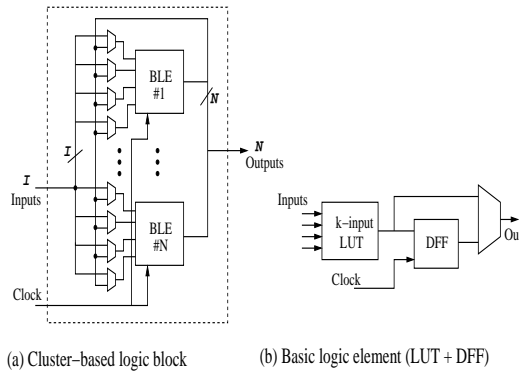 BLE
#1
N
I
N
Outputs
I
Inputs
BLE
#N
Clock
Inputs
k-input
LUT
DFF
Clock
Ou
(a) Cluster-based logic block
(b) Basic logic element (LUT + DFF)